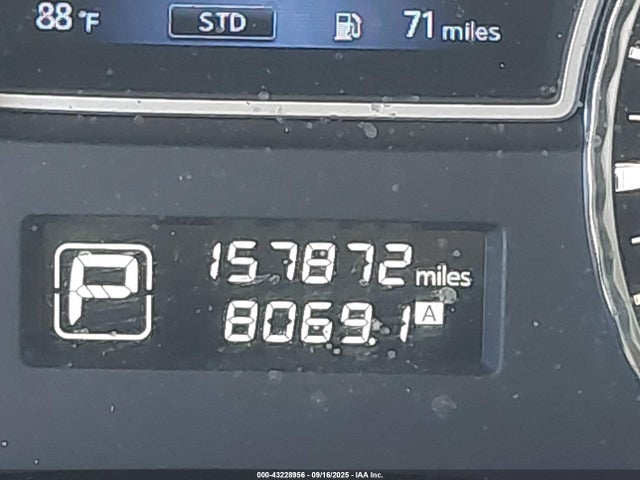 88°F STD 71 miles
P 157872 miles
8069.1 A
000-43228956 - 09/16/2025 - IAA Inc.